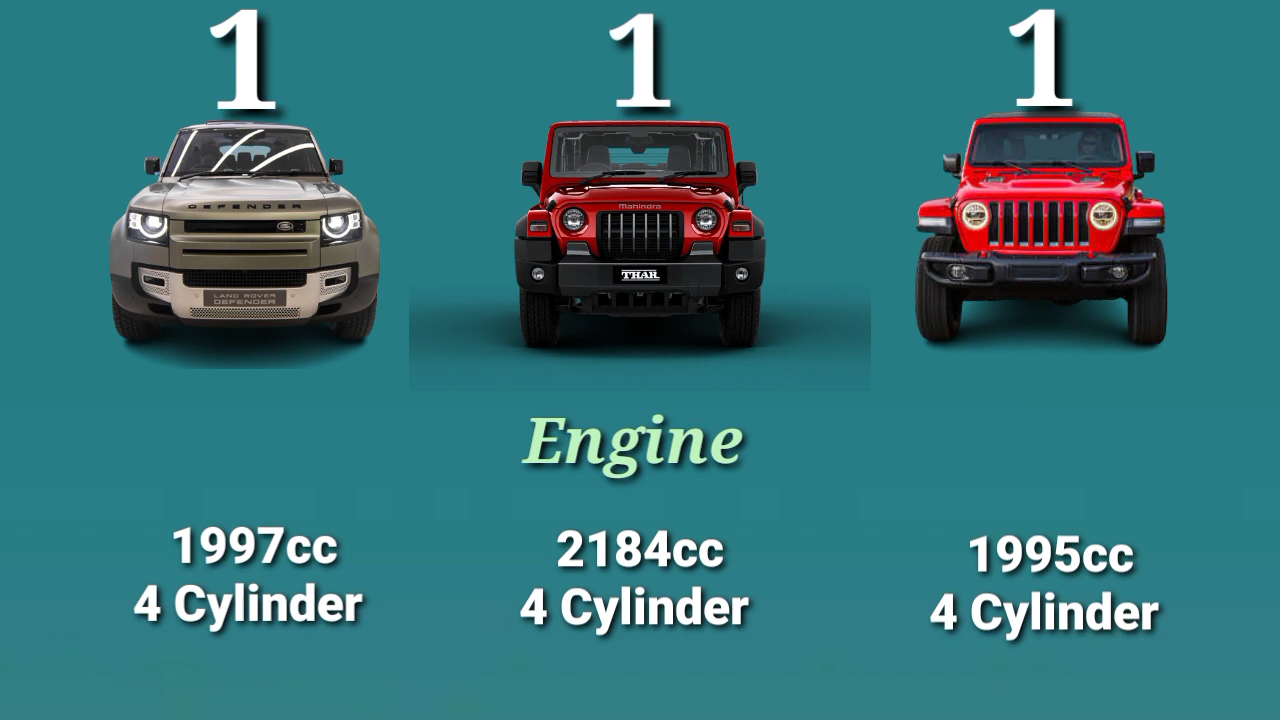 1
1
1
DEFENDER
Mahindra
THAR
LAND ROVER
DEFENDER
Engine
1997cc
4 Cylinder
2184cc
4 Cylinder
1995cc
4 Cylinder